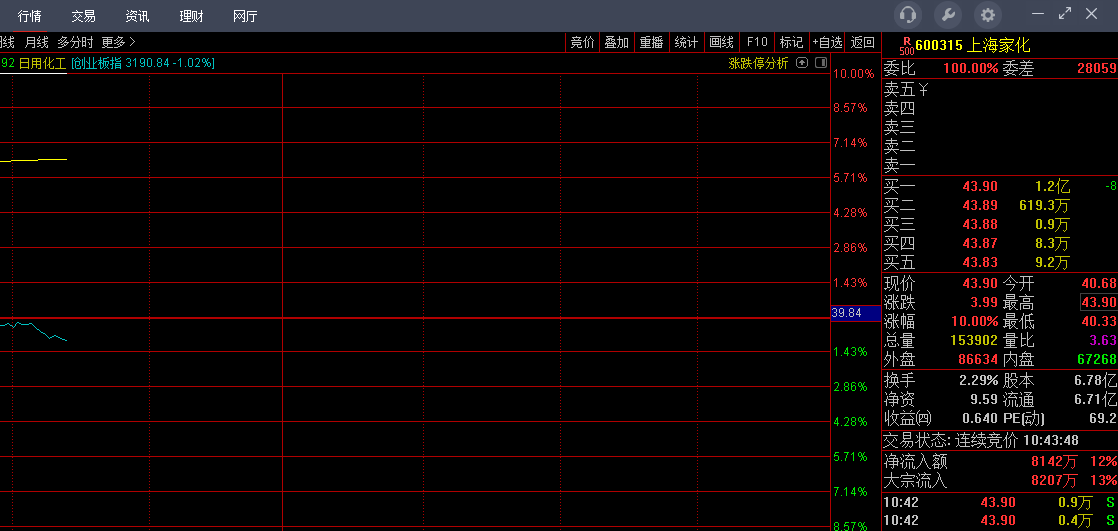 行情 交易 资讯 理财 网厅
月线 多分时 更多
竞价 叠加 重播 统计 画线 F10 标记 +自选 返回
R 500 600315 上海家化
92 日用化工 [创业板指 3190.84 -1.02%]
涨跌停分析
10.00%
8.57%
7.14%
5.71%
4.28%
2.86%
1.43%
39.84
1.43%
2.86%
4.28%
5.71%
7.14%
8.57%
委比 100.00% 委差 28059
卖五 ¥
卖四
卖三
卖二
卖一
买一 43.90 1.2亿 -8
买二 43.89 619.3万
买三 43.88 0.9万
买四 43.87 8.3万
买五 43.83 9.2万
现价 43.90 今开 40.68
涨跌 3.99 最高 43.90
涨幅 10.00% 最低 40.33
总量 153902 量比 3.63
外盘 86634 内盘 67268
换手 2.29% 股本 6.78亿
净资 9.59 流通 6.71亿
收益㈣ 0.640 PE(动) 69.2
交易状态: 连续竞价 10:43:48
净流入额 8142万 12%
大宗流入 8207万 13%
10:42 43.90 0.9万 S
10:42 43.90 0.4万 S